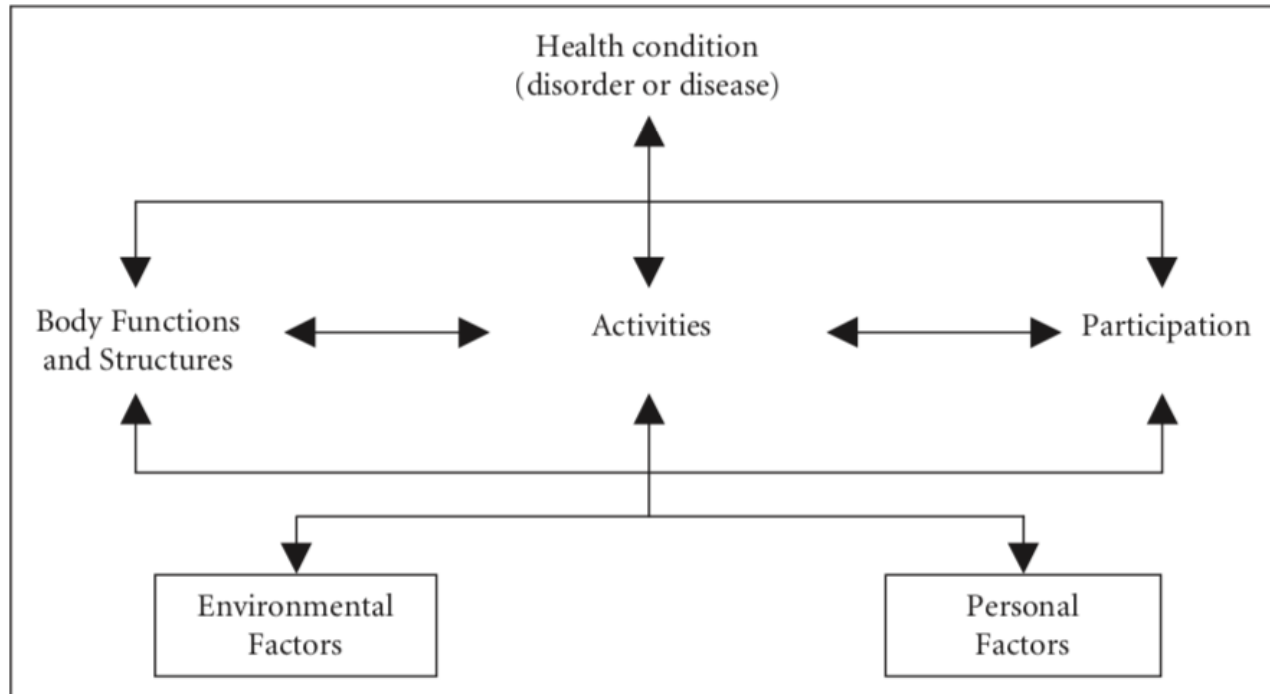 Health condition
(disorder or disease)
Body Functions
and Structures
Activities
Participation
Environmental
Factors
Personal
Factors